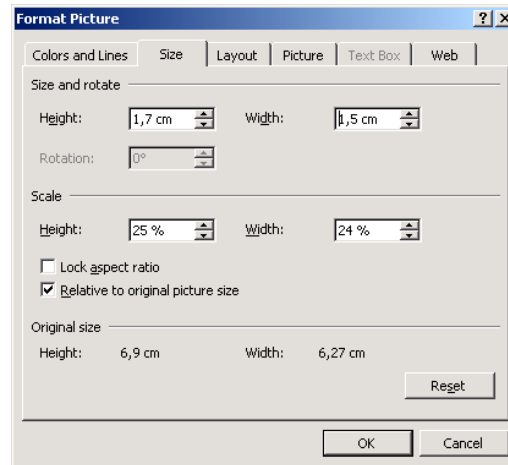 Format Picture
Colors and Lines Size Layout Picture Text Box Web
Size and rotate
Height: 1,7 cm Width: 1,5 cm
Rotation: 0°
Scale
Height: 25 % Width: 24 %
Lock aspect ratio
Relative to original picture size
Original size
Height: 6,9 cm Width: 6,27 cm
Reset
OK Cancel